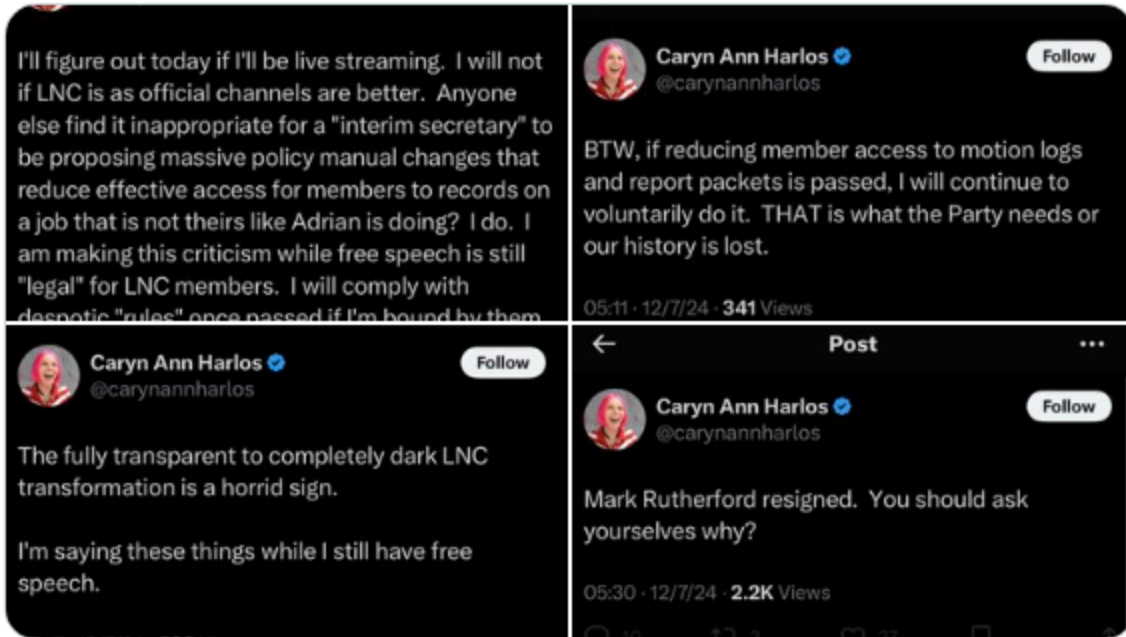 I'll figure out today if I'll be live streaming. I will not
if LNC is as official channels are better. Anyone
else find it inappropriate for a "interim secretary" to
be proposing massive policy manual changes that
reduce effective access for members to records on
a job that is not theirs like Adrian is doing? I do. I
am making this criticism while free speech is still
"legal" for LNC members. I will comply with
despotic "rules" once passed if I'm bound by them
Caryn Ann Harlos
@carynannharlos
Follow
BTW, if reducing member access to motion logs
and report packets is passed, I will continue to
voluntarily do it. THAT is what the Party needs or
our history is lost.
05:11 · 12/7/24 · 341 Views
Caryn Ann Harlos
@carynannharlos
Follow
The fully transparent to completely dark LNC
transformation is a horrid sign.
I'm saying these things while I still have free
speech.
Post
Caryn Ann Harlos
@carynannharlos
Follow
Mark Rutherford resigned. You should ask
yourselves why?
05:30 · 12/7/24 · 2.2K Views